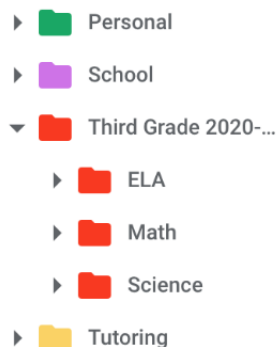 Personal
School
Third Grade 2020-...
ELA
Math
Science
Tutoring